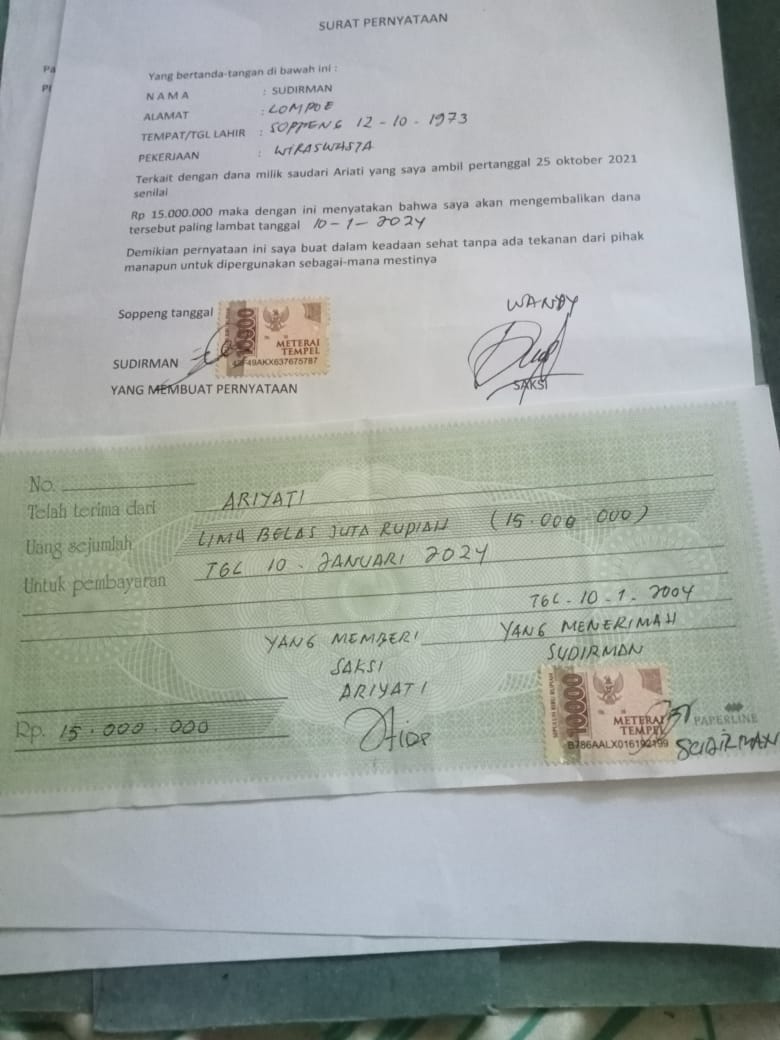 SURAT PERNYATAAN
Pa
Yang bertanda-tangan di bawah ini :
Pr
N A M A : SUDIRMAN
ALAMAT : LOMPOE
TEMPAT/TGL LAHIR : SOPPENG 12-10-1973
PEKERJAAN : WIRASWASTA
Terkait dengan dana milik saudari Ariati yang saya ambil pertanggal 25 oktober 2021
senilai
Rp 15.000.000 maka dengan ini menyatakan bahwa saya akan mengembalikan dana
tersebut paling lambat tanggal 10-1-2024
Demikian pernyataan ini saya buat dalam keadaan sehat tanpa ada tekanan dari pihak
manapun untuk dipergunakan sebagai-mana mestinya
WANDY
Soppeng tanggal
10000
METERAI
TEMPEL
49AKX637675787
SUDIRMAN
SAKSI
YANG MEMBUAT PERNYATAAN
No.
Telah terima dari ARIYATI
Uang sejumlah LIMA BELAS JUTA RUPIAH (15.000 000)
Untuk pembayaran TGL 10. JANUARI 2024
TGL-10-1-2004
YANG MEMBERI YANG MENERIMAH
SAKSI SUDIRMAN
ARIYATI
10000
METERAI
TEMPEL
B786AALX016192199
PAPERLINE
Rp. 15.000.000
SUDIRMAN